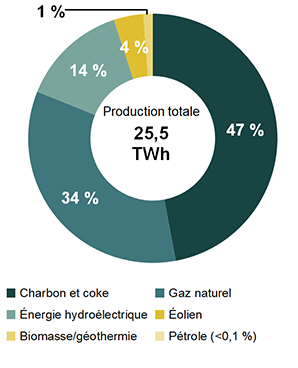 1 %
4 %
14 %
Production totale
25,5
TWh
47 %
34 %
Charbon et coke
Gaz naturel
Énergie hydroélectrique
Éolien
Biomasse/géothermie
Pétrole (<0,1 %)